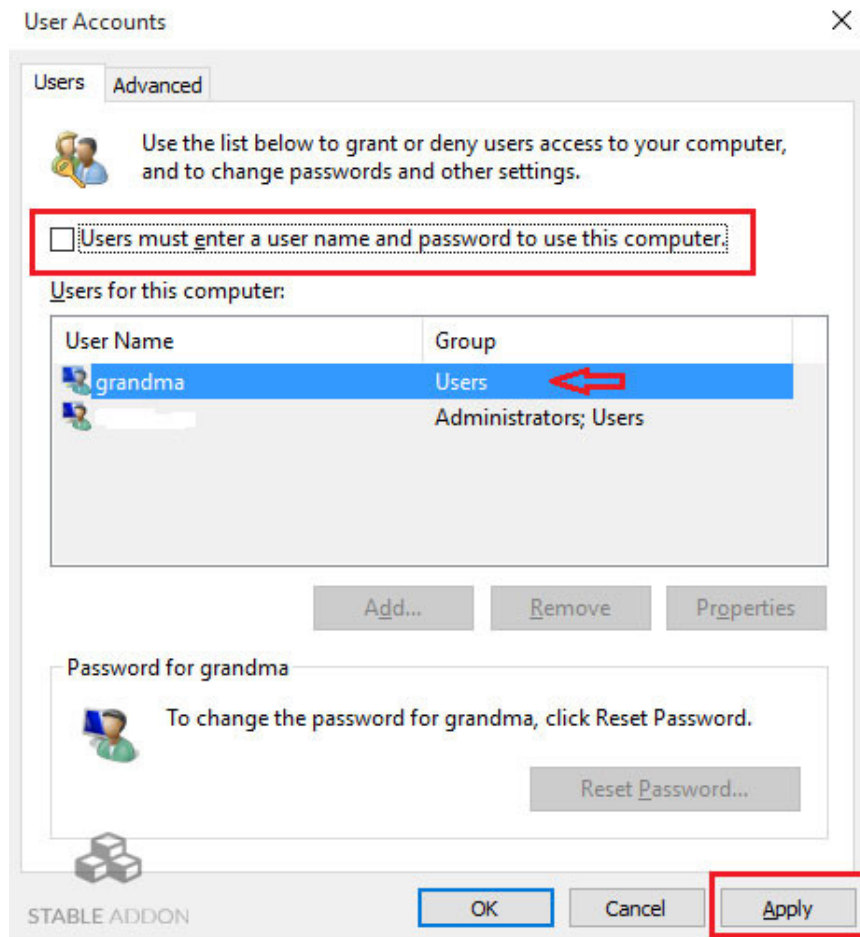 User Accounts
Users
Advanced
Use the list below to grant or deny users access to your computer,
and to change passwords and other settings.
Users must enter a user name and password to use this computer.
Users for this computer:
User Name Group
grandma Users
Administrators; Users
Add... Remove Properties
Password for grandma
To change the password for grandma, click Reset Password.
Reset Password...
STABLE ADDON
OK Cancel Apply